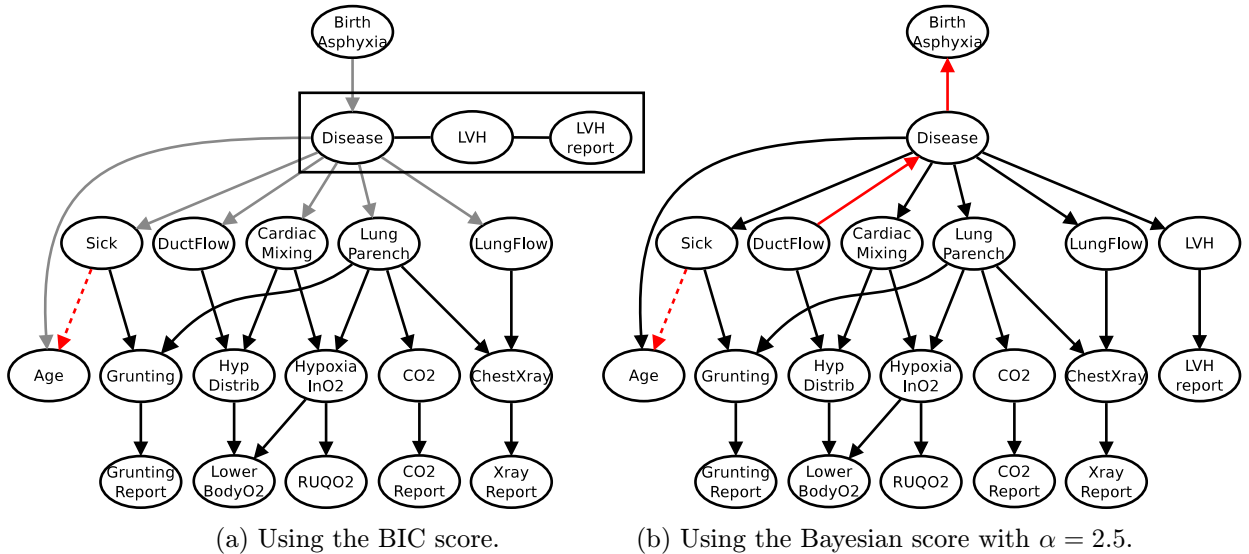 Birth
Asphyxia
Disease
LVH
LVH
report
Sick
DuctFlow
Cardiac
Mixing
Lung
Parench
LungFlow
Age
Grunting
Hyp
Distrib
Hypoxia
InO2
CO2
ChestXray
Grunting
Report
Lower
BodyO2
RUQO2
CO2
Report
Xray
Report
(a) Using the BIC score.
Birth
Asphyxia
Disease
Sick
DuctFlow
Cardiac
Mixing
Lung
Parench
LungFlow
LVH
Age
Grunting
Hyp
Distrib
Hypoxia
InO2
CO2
ChestXray
LVH
report
Grunting
Report
Lower
BodyO2
RUQO2
CO2
Report
Xray
Report
(b) Using the Bayesian score with α = 2.5.